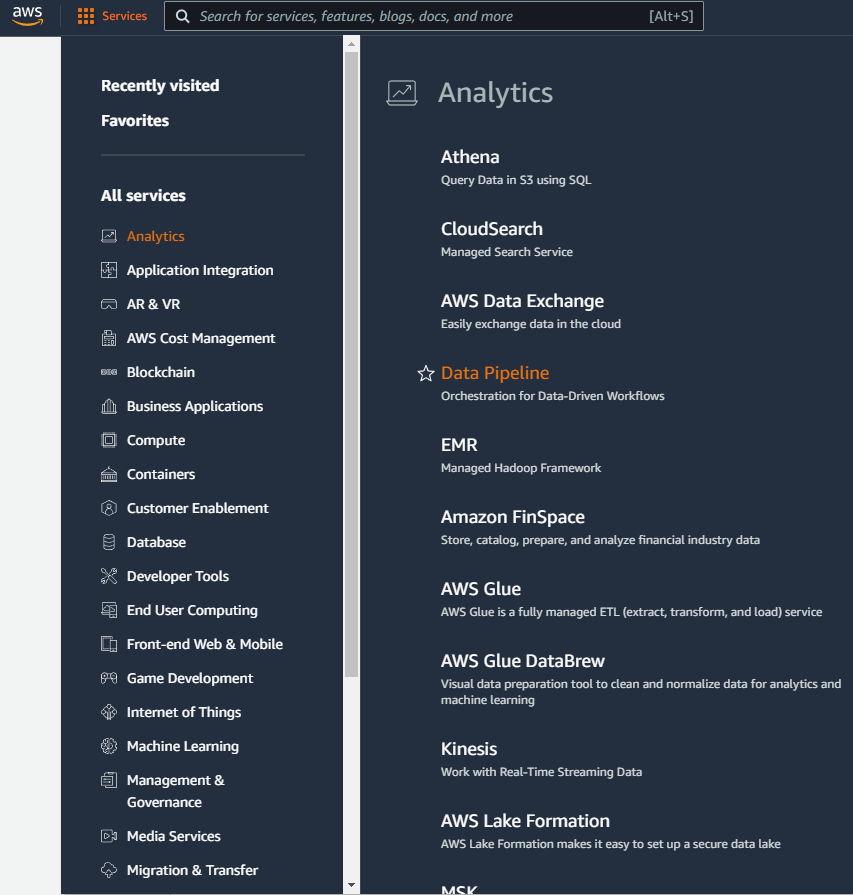 aws
Services
Search for services, features, blogs, docs, and more
[Alt+S]
Recently visited
Favorites
All services
Analytics
Application Integration
AR & VR
AWS Cost Management
Blockchain
Business Applications
Compute
Containers
Customer Enablement
Database
Developer Tools
End User Computing
Front-end Web & Mobile
Game Development
Internet of Things
Machine Learning
Management &
Governance
Media Services
Migration & Transfer
Analytics
Athena
Query Data in S3 using SQL
CloudSearch
Managed Search Service
AWS Data Exchange
Easily exchange data in the cloud
Data Pipeline
Orchestration for Data-Driven Workflows
EMR
Managed Hadoop Framework
Amazon FinSpace
Store, catalog, prepare, and analyze financial industry data
AWS Glue
AWS Glue is a fully managed ETL (extract, transform, and load) service
AWS Glue DataBrew
Visual data preparation tool to clean and normalize data for analytics and
machine learning
Kinesis
Work with Real-Time Streaming Data
AWS Lake Formation
AWS Lake Formation makes it easy to set up a secure data lake
MSK